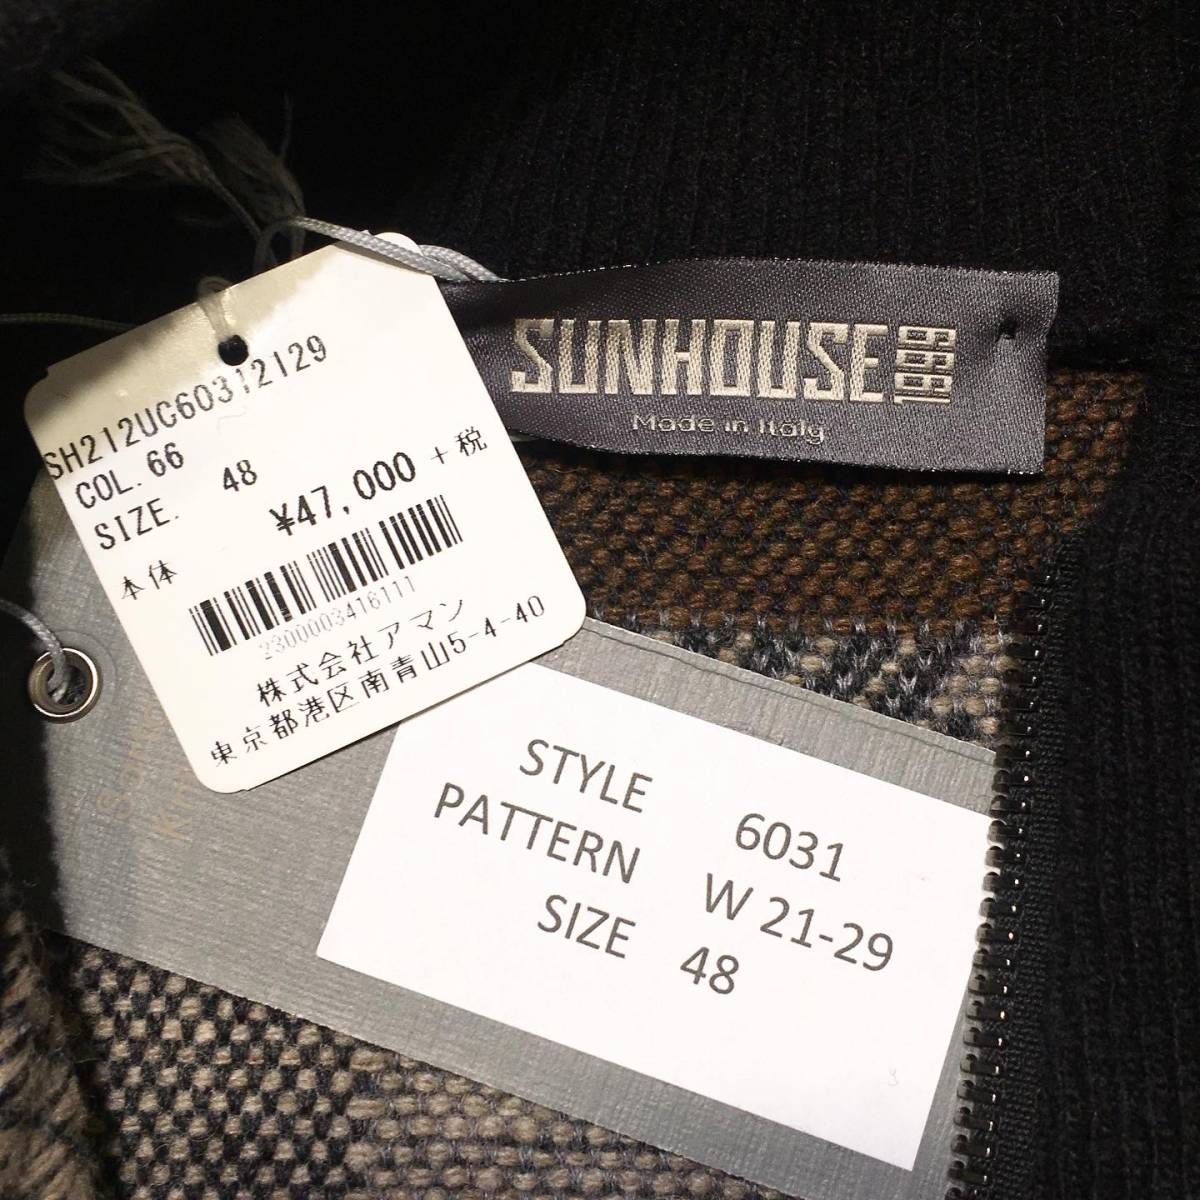 SH212UC60312129
COL. 66
SIZE. 48
本体 ¥47,000 +税
2300003416111
株式会社アマン
東京都港区南青山5-4-40
SUNHOUSE 1999
Made in Italy
STYLE 6031
PATTERN W 21-29
SIZE 48